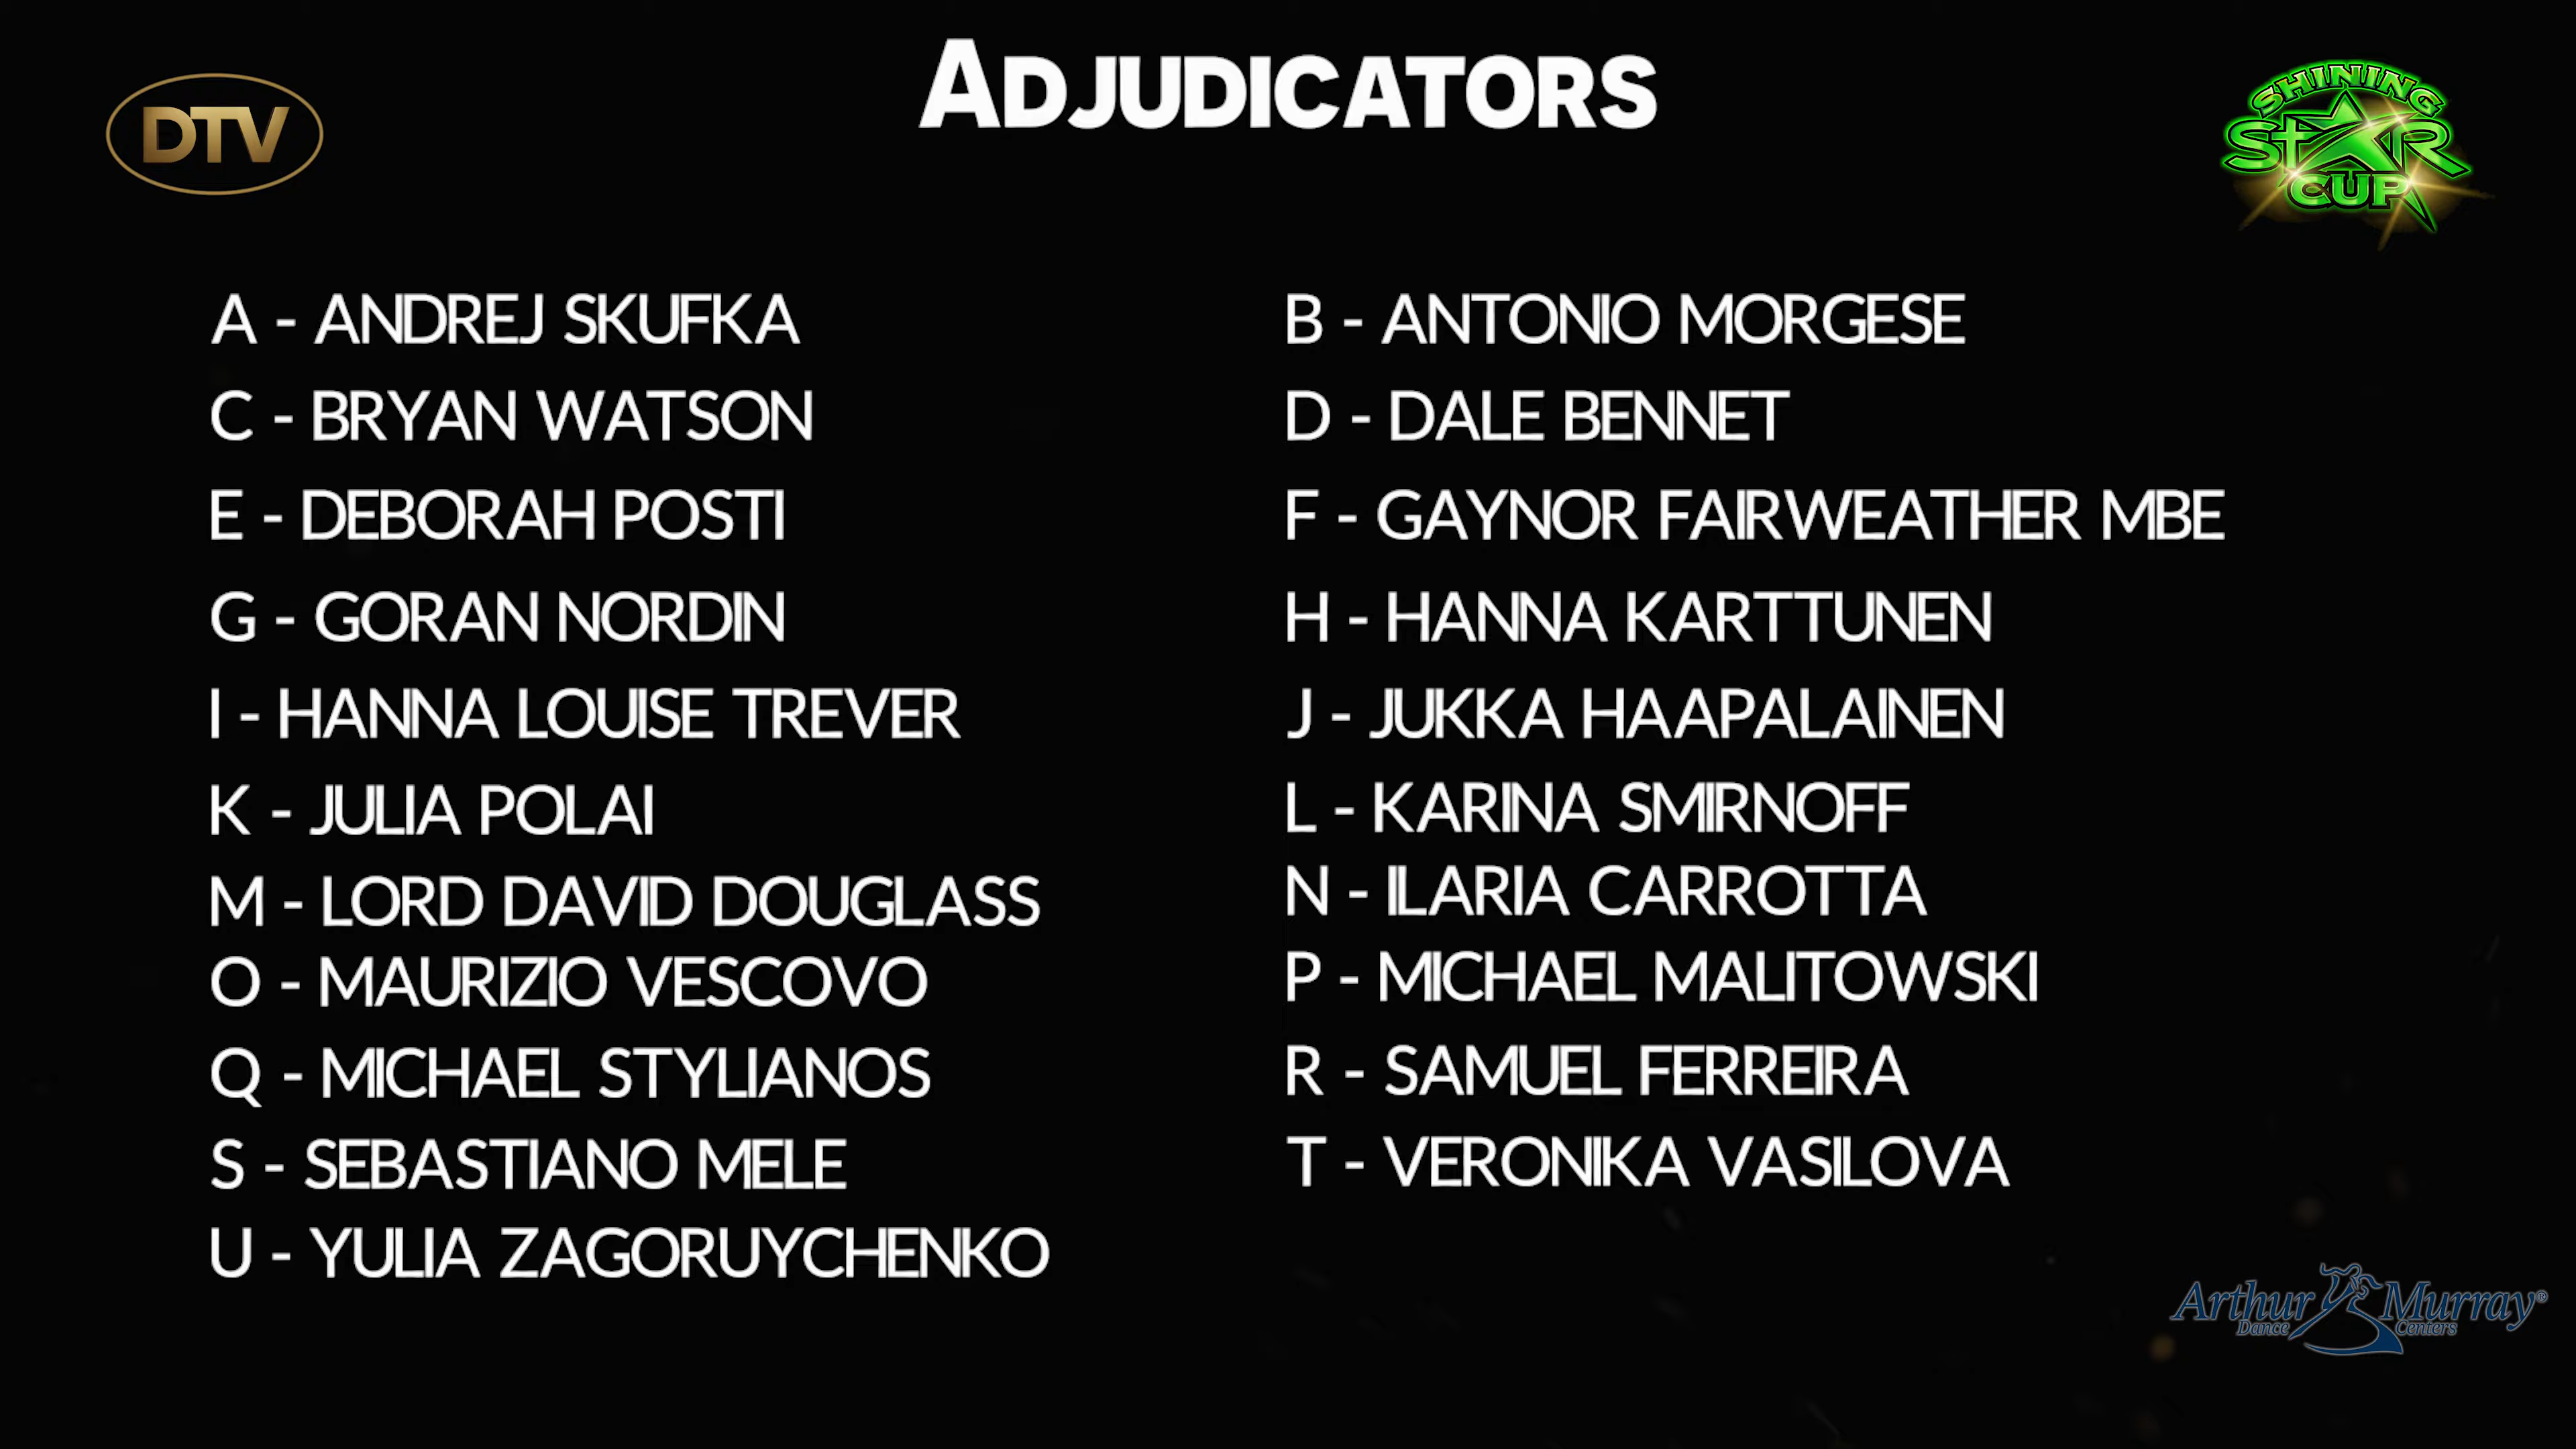 ADJUDICATORS
DTV
SHINING
STAR
CUP
A - ANDREJ SKUFKA
B - ANTONIO MORGESE
C - BRYAN WATSON
D - DALE BENNET
E - DEBORAH POSTI
F - GAYNOR FAIRWEATHER MBE
G - GORAN NORDIN
H - HANNA KARTTUNEN
I - HANNA LOUISE TREVER
J - JUKKA HAAPALAINEN
K - JULIA POLAI
L - KARINA SMIRNOFF
M - LORD DAVID DOUGLASS
N - ILARIA CARROTTA
O - MAURIZIO VESCOVO
P - MICHAEL MALITOWSKI
Q - MICHAEL STYLIANOS
R - SAMUEL FERREIRA
S - SEBASTIANO MELE
T - VERONIKA VASILOVA
U - YULIA ZAGORUYCHENKO
Arthur Murray®
Dance Centers